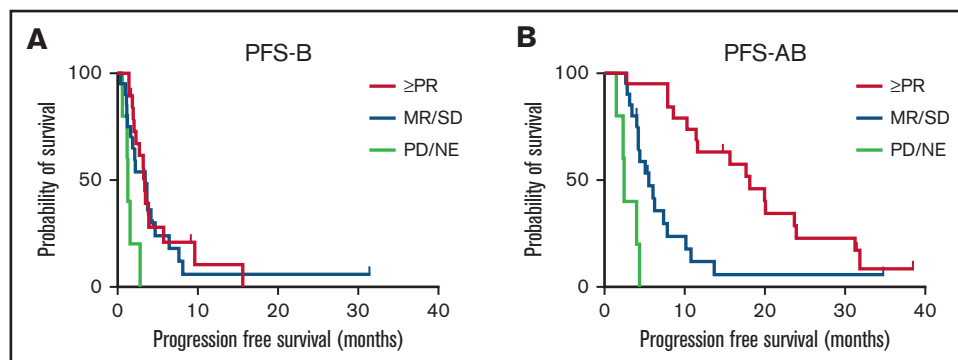 A
PFS-B
Probability of survival
100
50
0
≥PR
MR/SD
PD/NE
0 10 20 30 40
Progression free survival (months)
B
PFS-AB
Probability of survival
100
50
0
≥PR
MR/SD
PD/NE
0 10 20 30 40
Progression free survival (months)